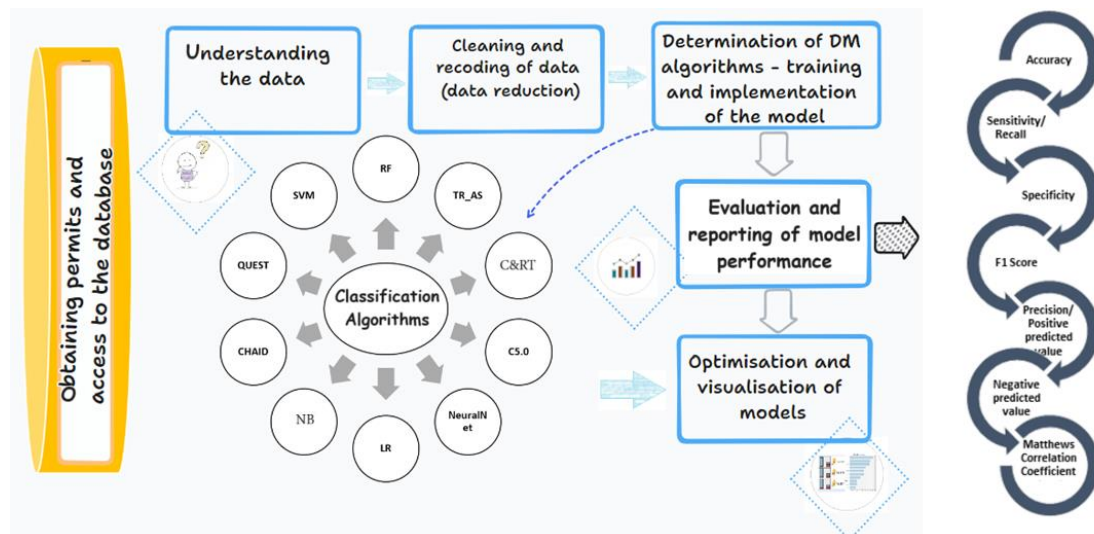 Obtaining permits and
access to the database
Understanding
the data
Cleaning and
recoding of data
(data reduction)
Determination of DM
algorithms - training
and implementation
of the model
?
RF
TR_AS
C&RT
C5.0
NeuralN
et
LR
NB
CHAID
QUEST
SVM
Classification
Algorithms
Evaluation and
reporting of model
performance
Optimisation and
visualisation of
models
Accuracy
Sensitivity/
Recall
Specificity
F1 Score
Precision/
Positive
predicted
value
Negative
predicted
value
Matthews
Correlation
Coefficient